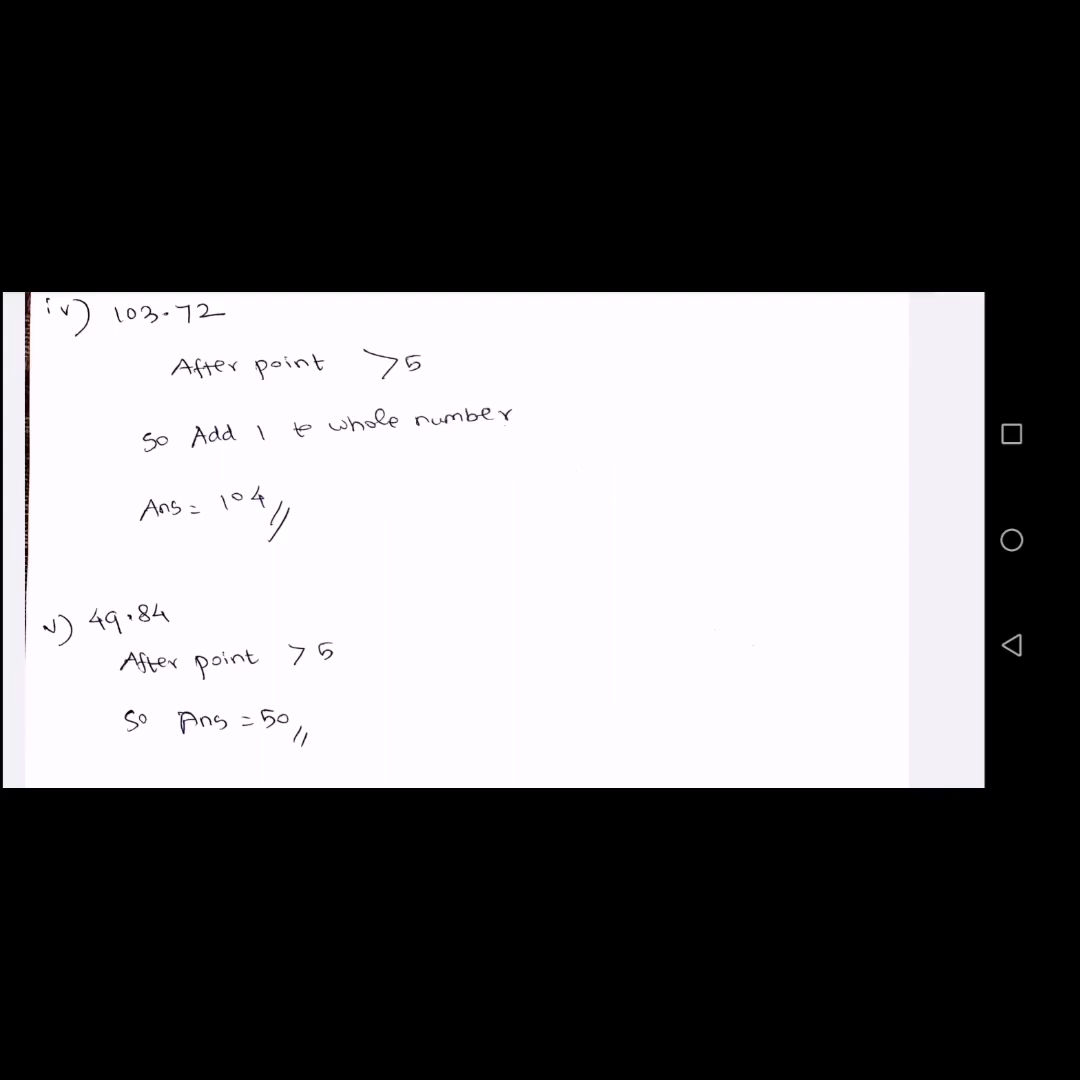 iv) 103.72
After point >5
So Add 1 to whole number
Ans = 104//
v) 49.84
After point > 5
So Ans = 50//